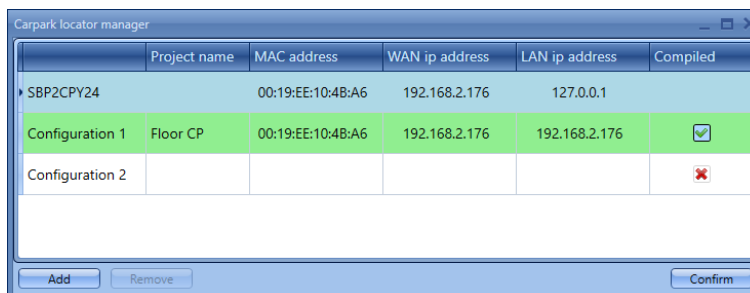 Carpark locator manager
Project name MAC address WAN ip address LAN ip address Compiled
SBP2CPY24 00:19:EE:10:4B:A6 192.168.2.176 127.0.0.1
Configuration 1 Floor CP 00:19:EE:10:4B:A6 192.168.2.176 192.168.2.176
Configuration 2
Add Remove Confirm